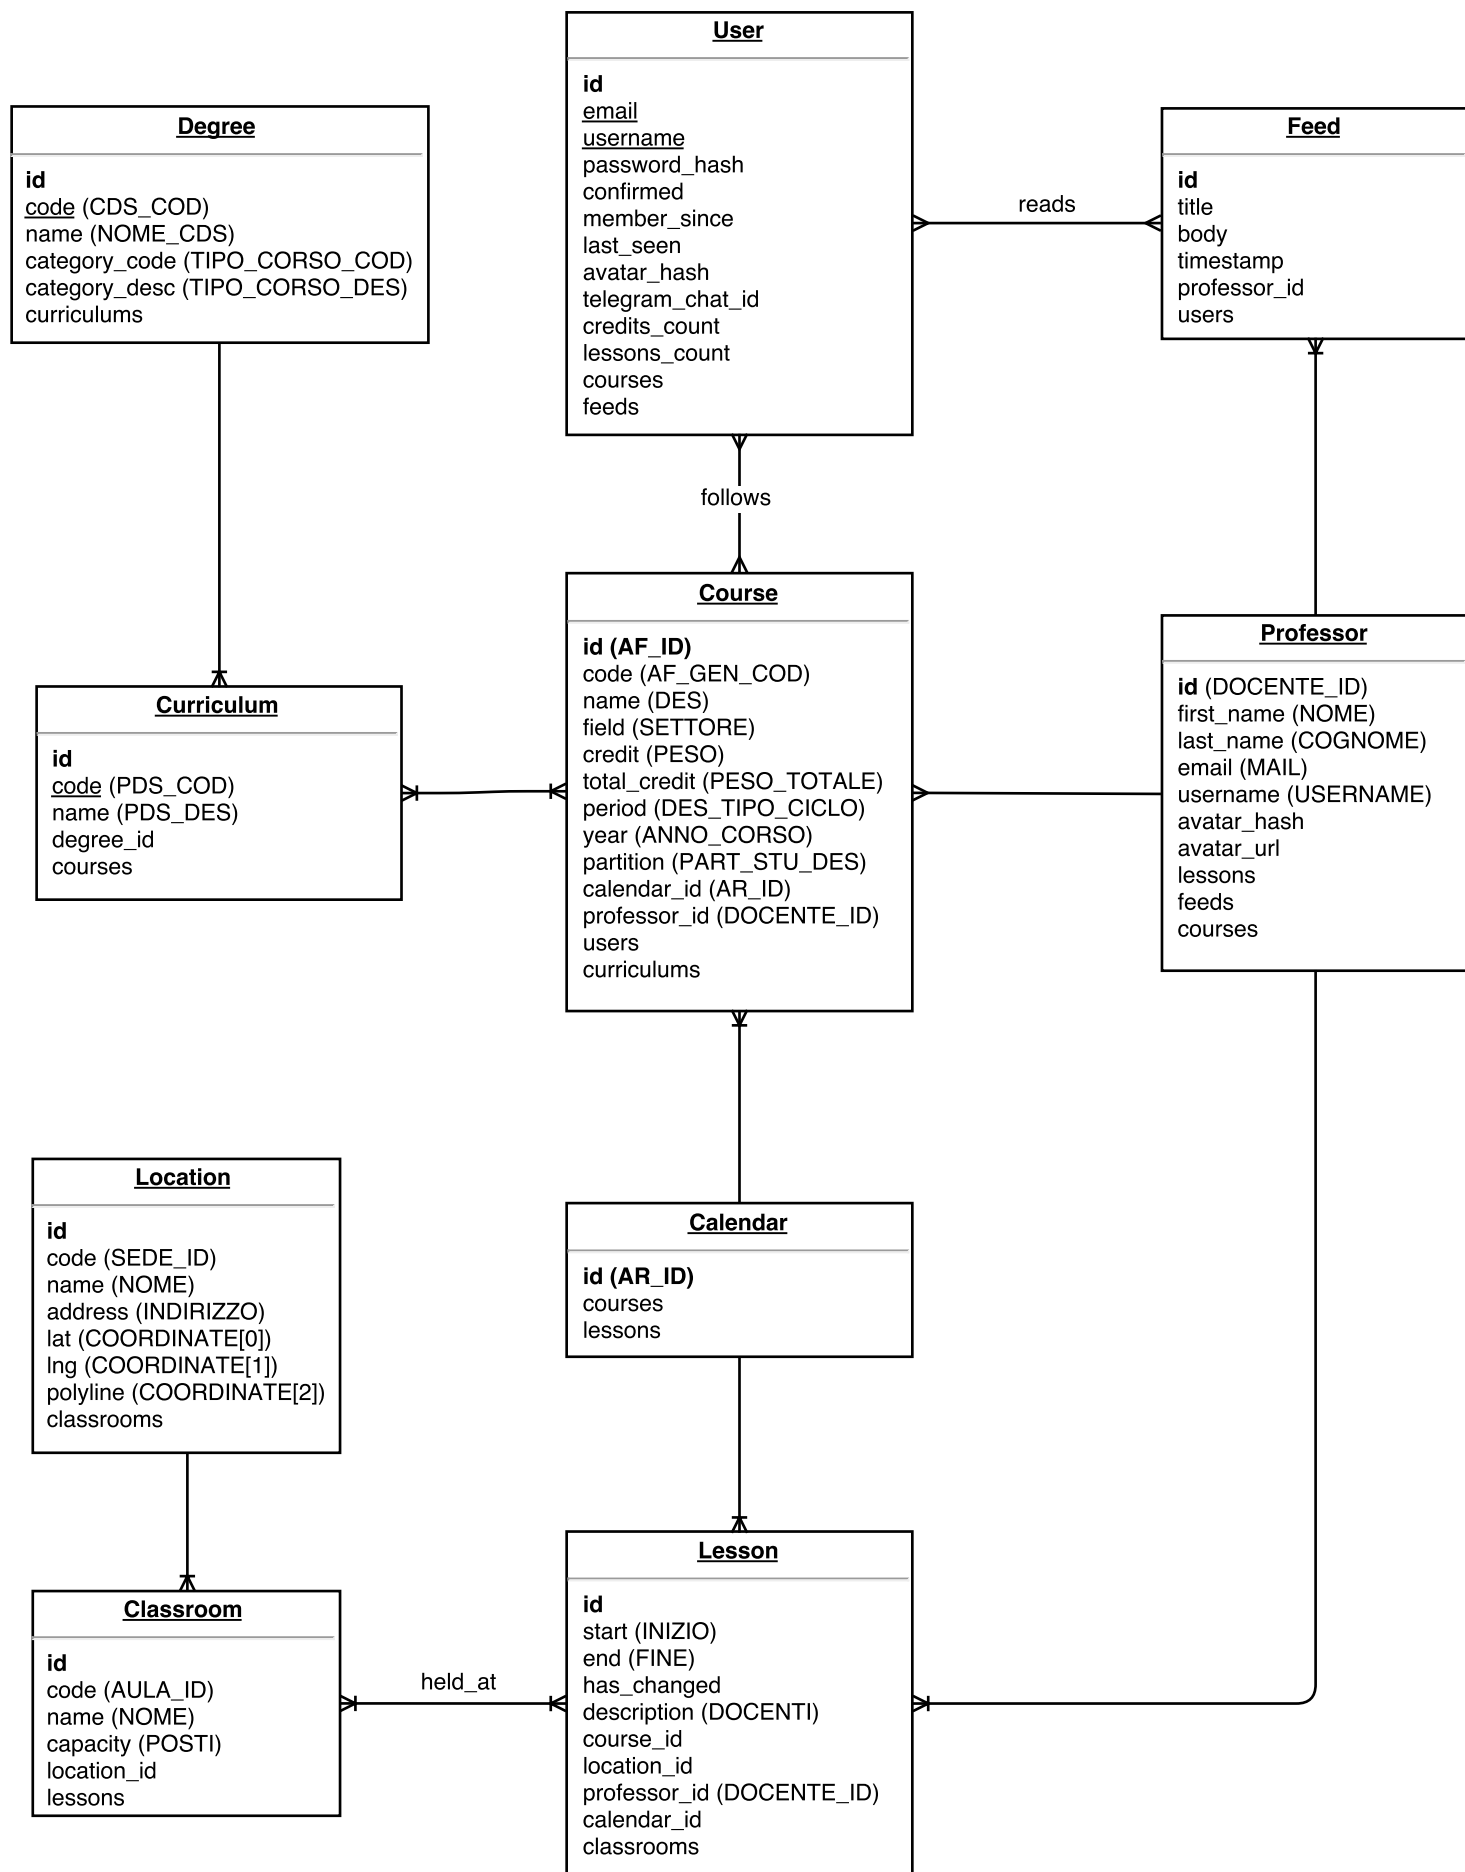 User
id
email
username
password_hash
confirmed
member_since
last_seen
avatar_hash
telegram_chat_id
credits_count
lessons_count
courses
feeds
Degree
id
code (CDS_COD)
name (NOME_CDS)
category_code (TIPO_CORSO_COD)
category_desc (TIPO_CORSO_DES)
curriculums
Feed
id
title
body
timestamp
professor_id
users
reads
follows
Course
id (AF_ID)
code (AF_GEN_COD)
name (DES)
field (SETTORE)
credit (PESO)
total_credit (PESO_TOTALE)
period (DES_TIPO_CICLO)
year (ANNO_CORSO)
partition (PART_STU_DES)
calendar_id (AR_ID)
professor_id (DOCENTE_ID)
users
curriculums
Professor
id (DOCENTE_ID)
first_name (NOME)
last_name (COGNOME)
email (MAIL)
username (USERNAME)
avatar_hash
avatar_url
lessons
feeds
courses
Curriculum
id
code (PDS_COD)
name (PDS_DES)
degree_id
courses
Location
id
code (SEDE_ID)
name (NOME)
address (INDIRIZZO)
lat (COORDINATE[0])
lng (COORDINATE[1])
polyline (COORDINATE[2])
classrooms
Calendar
id (AR_ID)
courses
lessons
Classroom
id
code (AULA_ID)
name (NOME)
capacity (POSTI)
location_id
lessons
held_at
Lesson
id
start (INIZIO)
end (FINE)
has_changed
description (DOCENTI)
course_id
location_id
professor_id (DOCENTE_ID)
calendar_id
classrooms